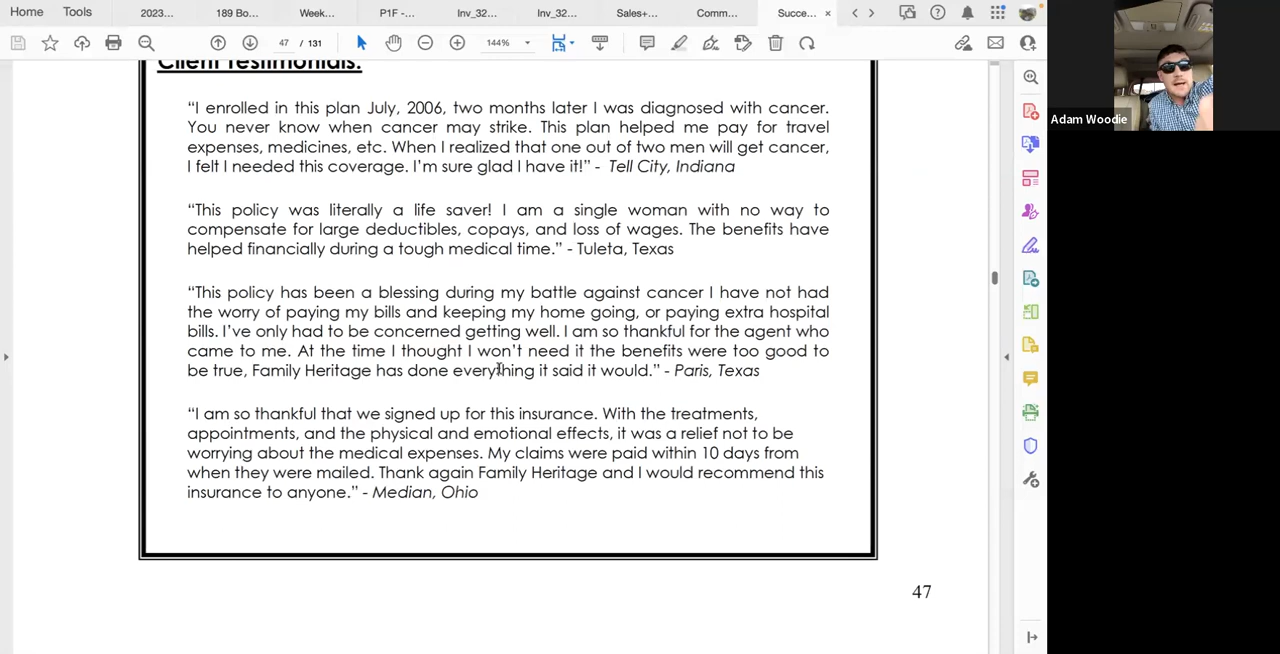 Home Tools 2023... 189 Bo... Week... P1F -... Inv_32... Inv_32... Sales+... Comm... Succe... ×
47 / 131 144%
Adam Woodie
Client Testimonials:
“I enrolled in this plan July, 2006, two months later I was diagnosed with cancer.
You never know when cancer may strike. This plan helped me pay for travel
expenses, medicines, etc. When I realized that one out of two men will get cancer,
I felt I needed this coverage. I’m sure glad I have it!” - Tell City, Indiana
“This policy was literally a life saver! I am a single woman with no way to
compensate for large deductibles, copays, and loss of wages. The benefits have
helped financially during a tough medical time.” - Tuleta, Texas
“This policy has been a blessing during my battle against cancer I have not had
the worry of paying my bills and keeping my home going, or paying extra hospital
bills. I’ve only had to be concerned getting well. I am so thankful for the agent who
came to me. At the time I thought I won’t need it the benefits were too good to
be true, Family Heritage has done everything it said it would.” - Paris, Texas
“I am so thankful that we signed up for this insurance. With the treatments,
appointments, and the physical and emotional effects, it was a relief not to be
worrying about the medical expenses. My claims were paid within 10 days from
when they were mailed. Thank again Family Heritage and I would recommend this
insurance to anyone.” - Median, Ohio
47